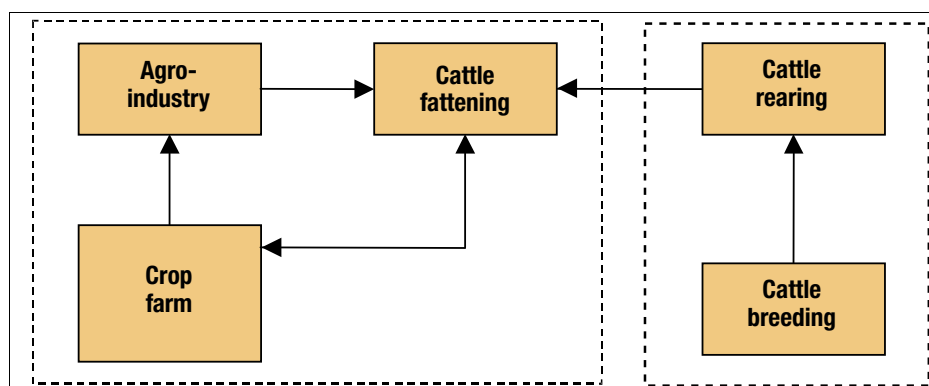 Agro-
industry
Cattle
fattening
Cattle
rearing
Crop
farm
Cattle
breeding